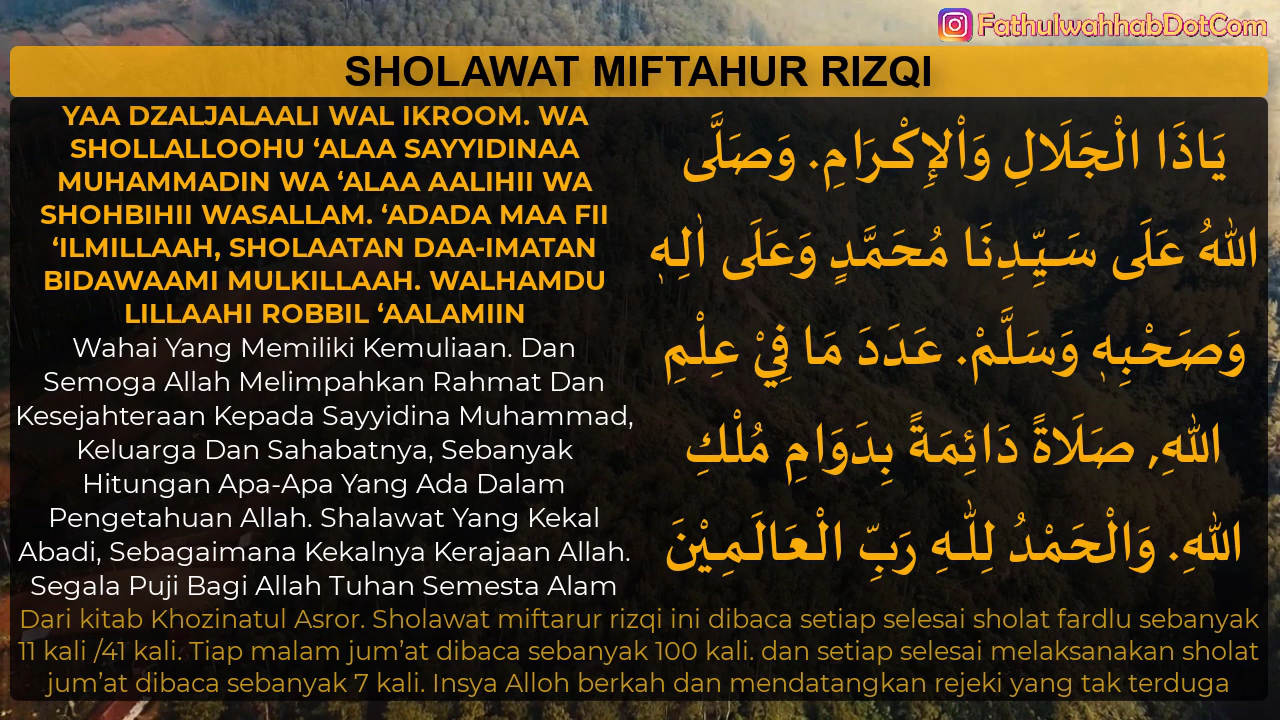 FathulwahhabDotCom
SHOLAWAT MIFTAHUR RIZQI
YAA DZALJALAALI WAL IKROOM. WA
SHOLLALLOOHU ‘ALAA SAYYIDINAA
MUHAMMADIN WA ‘ALAA AALIHII WA
SHOHBIHII WASALLAM. ‘ADADA MAA FII
‘ILMILLAAH, SHOLAATAN DAA-IMATAN
BIDAWAAMI MULKILLAAH. WALHAMDU
LILLAAHI ROBBIL ‘AALAMIIN
Wahai Yang Memiliki Kemuliaan. Dan
Semoga Allah Melimpahkan Rahmat Dan
Kesejahteraan Kepada Sayyidina Muhammad,
Keluarga Dan Sahabatnya, Sebanyak
Hitungan Apa-Apa Yang Ada Dalam
Pengetahuan Allah. Shalawat Yang Kekal
Abadi, Sebagaimana Kekalnya Kerajaan Allah.
Segala Puji Bagi Allah Tuhan Semesta Alam
يَاذَا الْجَلَالِ وَاْلإِكْرَامِ. وَصَلَّى
اللهُ عَلَى سَيِّدِنَا مُحَمَّدٍ وَعَلَى اٰلِهٖ
وَصَحْبِهٖ وَسَلَّمْ. عَدَدَ مَا فِيْ عِلْمِ
اللهِ, صَلَاةً دَائِمَةً بِدَوَامِ مُلْكِ
اللهِ. وَالْحَمْدُ لِلّٰهِ رَبِّ الْعَالَمِيْنَ
Dari kitab Khozinatul Asror. Sholawat miftarur rizqi ini dibaca setiap selesai sholat fardlu sebanyak
11 kali /41 kali. Tiap malam jum’at dibaca sebanyak 100 kali. dan setiap selesai melaksanakan sholat
jum’at dibaca sebanyak 7 kali. Insya Alloh berkah dan mendatangkan rejeki yang tak terduga